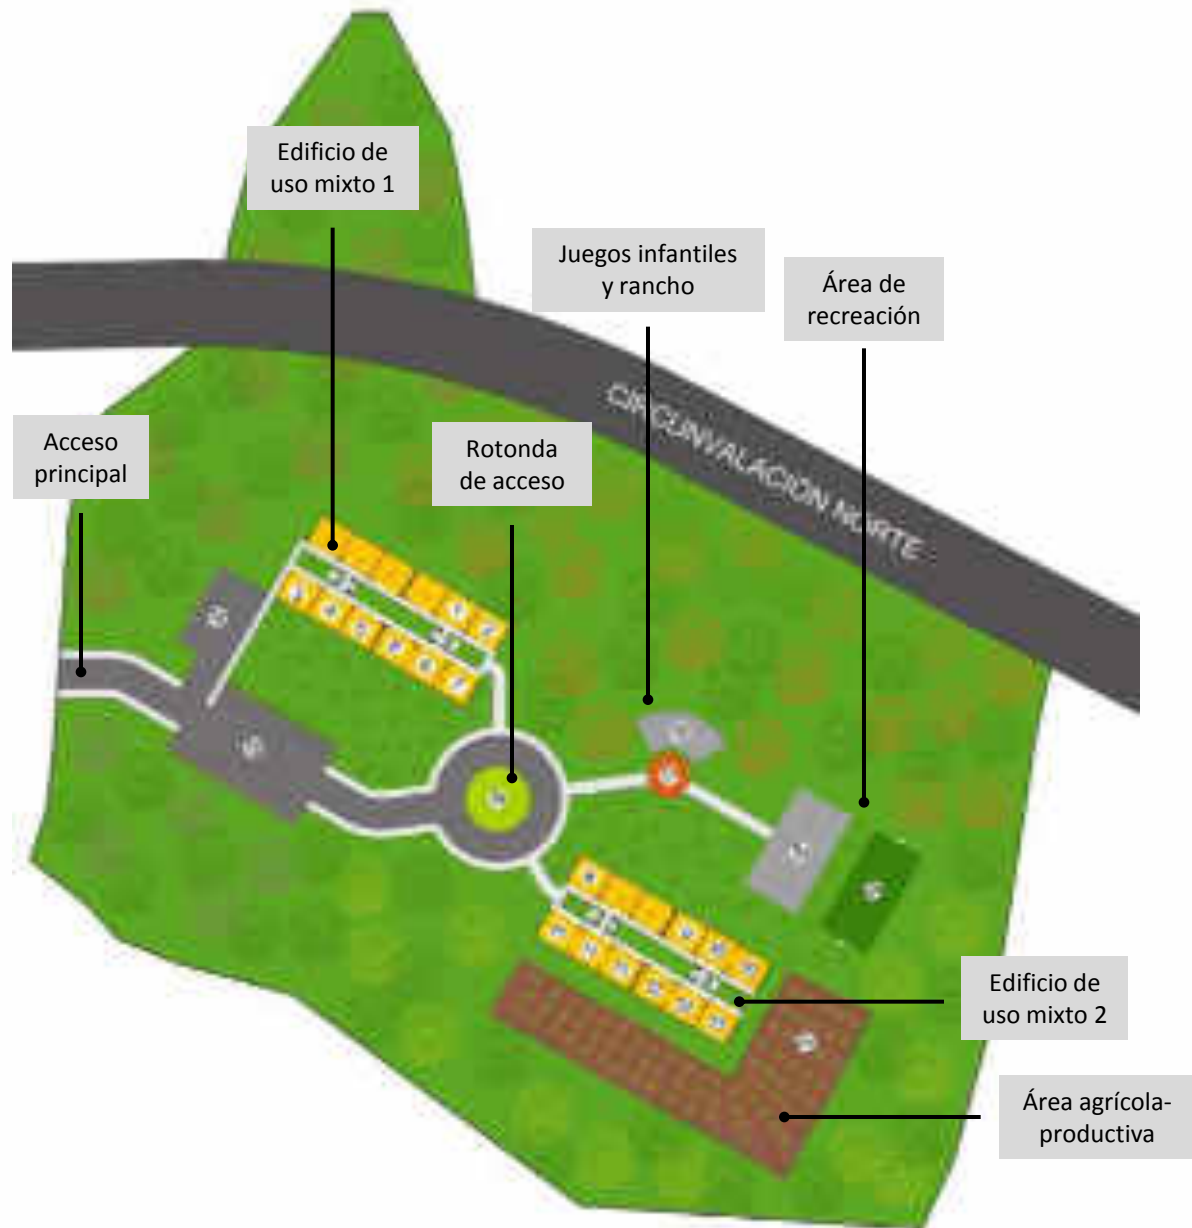 Edificio de
uso mixto 1
Juegos infantiles
y rancho
Área de
recreación
CIRCUNVALACION NORTE
Acceso
principal
Rotonda
de acceso
Edificio de
uso mixto 2
Área agrícola-
productiva